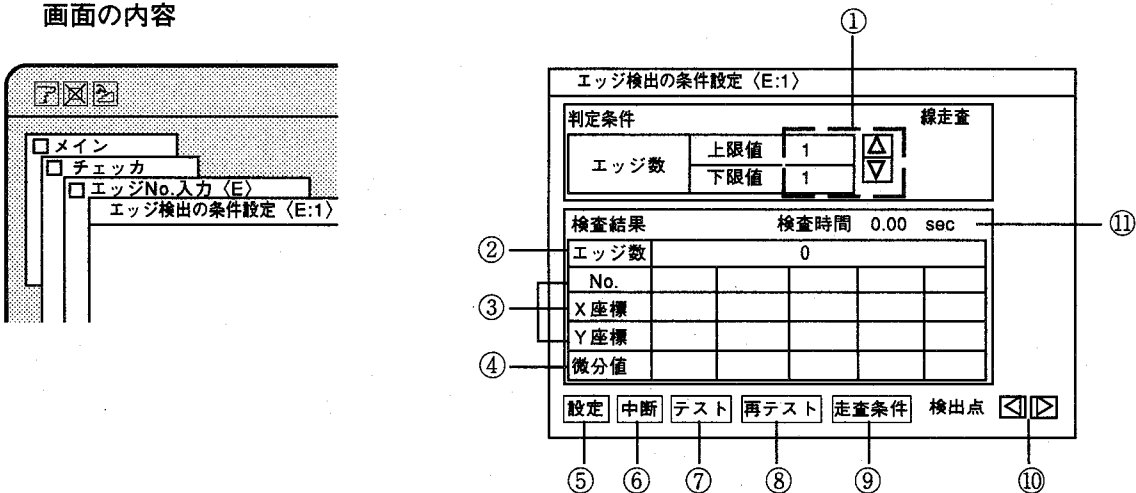 画面の内容
メイン
チェッカ
エッジNo.入力〈E〉
エッジ検出の条件設定〈E:1〉
①
エッジ検出の条件設定〈E:1〉
判定条件 線走査
エッジ数 上限値 1
下限値 1
検査結果 検査時間 0.00 sec ⑪
② エッジ数 0
No.
③ X座標
Y座標
④ 微分値
設定 中断 テスト 再テスト 走査条件 検出点
⑤ ⑥ ⑦ ⑧ ⑨ ⑩